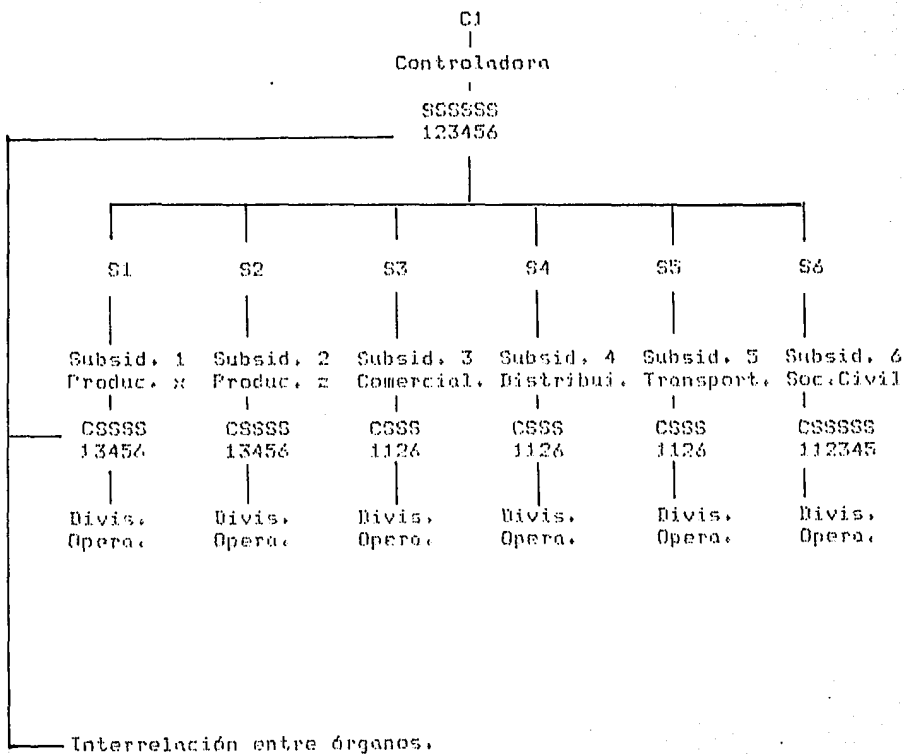 C1
Controladora
SSSSSS
123456
S1 S2 S3 S4 S5 S6
Subsid. 1 Subsid. 2 Subsid. 3 Subsid. 4 Subsid. 5 Subsid. 6
Produc. x Produc. z Comercial. Distribui. Transport. Soc.Civil
CSSSS CSSSS CSSS CSSS CSSS CSSSSS
13456 13456 1126 1126 1126 112345
Divis. Divis. Divis. Divis. Divis. Divis.
Opera. Opera. Opera. Opera. Opera. Opera.
Interrelación entre órganos.